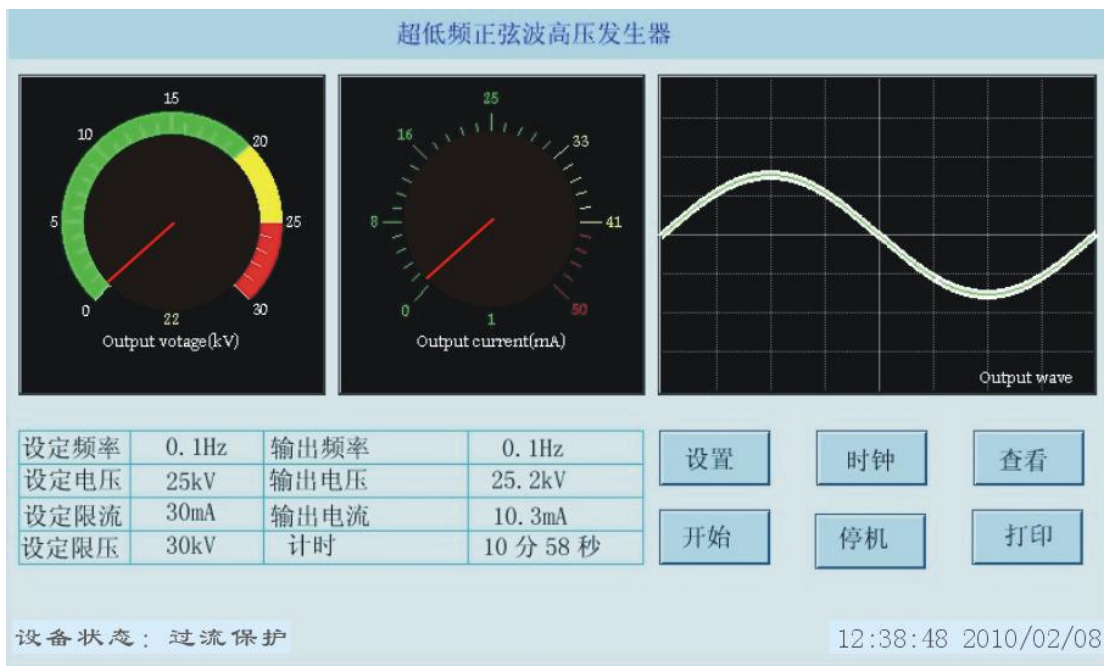 超低频正弦波高压发生器
15
10
20
5
25
0
22
30
Output votage(kV)
25
16
33
8
41
0
1
50
Output current(mA)
Output wave
设定频率 0.1Hz 输出频率 0.1Hz
设定电压 25kV 输出电压 25.2kV
设定限流 30mA 输出电流 10.3mA
设定限压 30kV 计时 10分58秒
设置 时钟 查看
开始 停机 打印
设备状态：过流保护
12:38:48 2010/02/08